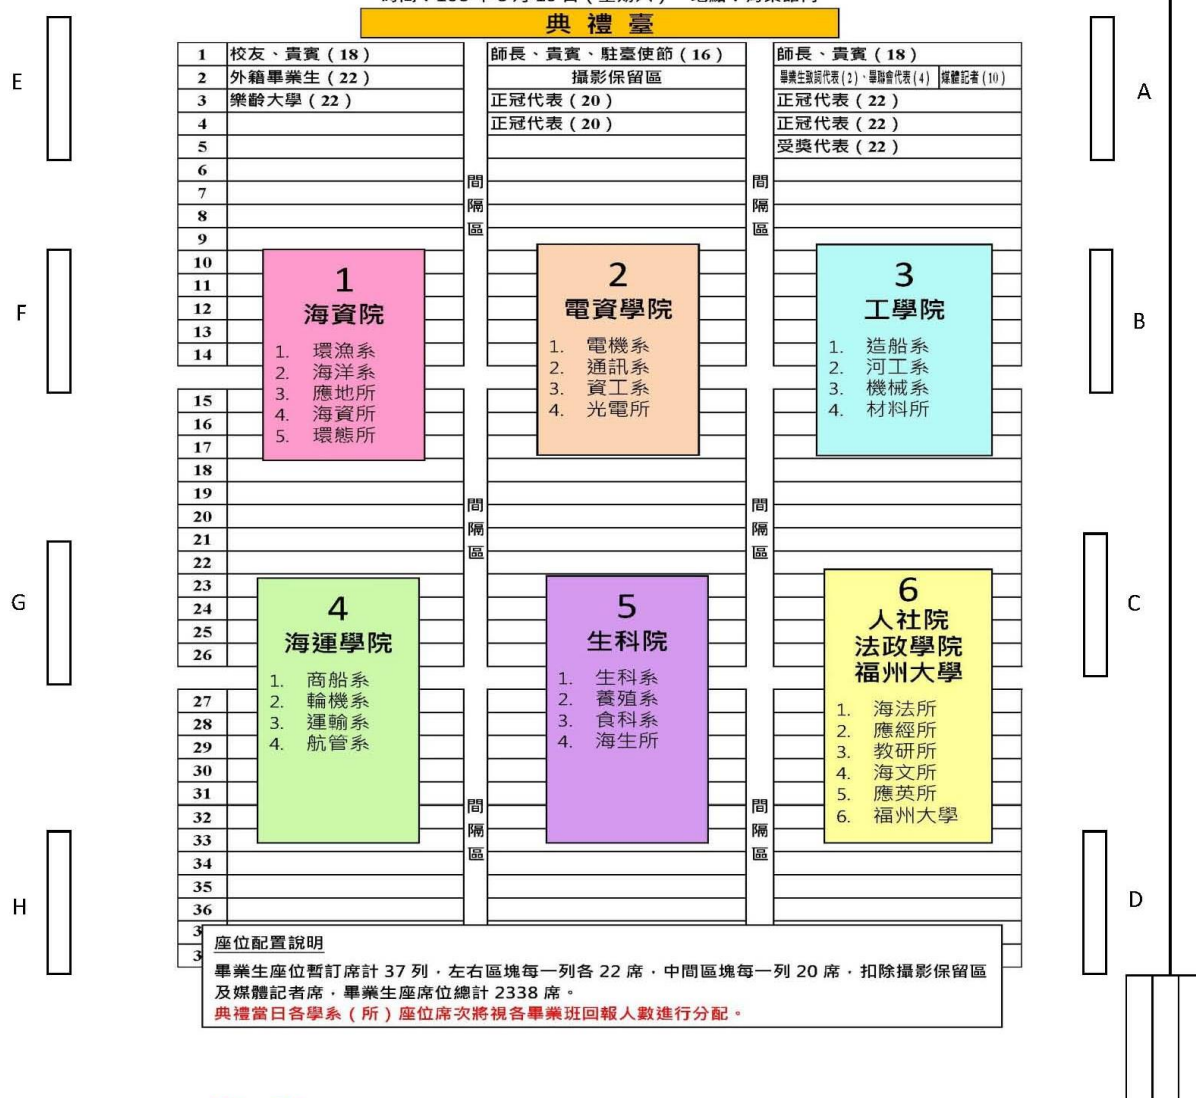 典禮臺
1 校友、貴賓(18) 師長、貴賓、駐臺使節(16) 師長、貴賓(18)
2 外籍畢業生(22) 攝影保留區 畢業生致詞代表(2)、畢聯會代表(4) 媒體記者(10)
3 樂齡大學(22) 正冠代表(20) 正冠代表(22)
4 正冠代表(20) 正冠代表(22)
5 受獎代表(22)
6
7
8
9
10
11
12
13
14
15
16
17
18
19
20
21
22
23
24
25
26
27
28
29
30
31
32
33
34
35
36
間隔區
間隔區
間隔區
間隔區
間隔區
間隔區
1
海資院
1. 環漁系
2. 海洋系
3. 應地所
4. 海資所
5. 環態所
2
電資學院
1. 電機系
2. 通訊系
3. 資工系
4. 光電所
3
工學院
1. 造船系
2. 河工系
3. 機械系
4. 材料所
4
海運學院
1. 商船系
2. 輪機系
3. 運輸系
4. 航管系
5
生科院
1. 生科系
2. 養殖系
3. 食科系
4. 海生所
6
人社院
法政學院
福州大學
1. 海法所
2. 應經所
3. 教研所
4. 海文所
5. 應英所
6. 福州大學
E
F
G
H
A
B
C
D
座位配置說明
畢業生座位暫訂席計 37 列，左右區塊每一列各 22 席，中間區塊每一列 20 席，扣除攝影保留區
及媒體記者席，畢業生座席位總計 2338 席。
典禮當日各學系(所)座位席次將視各畢業班回報人數進行分配。